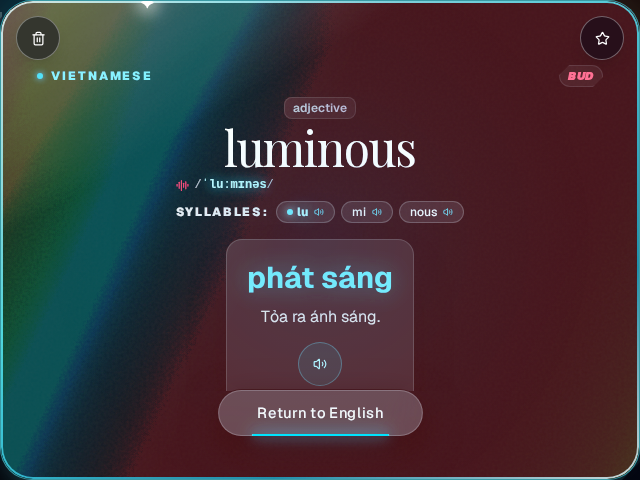 VIETNAMESE
BUD
adjective
luminous
/ˈluːmɪnəs/
SYLLABLES: lu mi nous
phát sáng
Tỏa ra ánh sáng.
Return to English